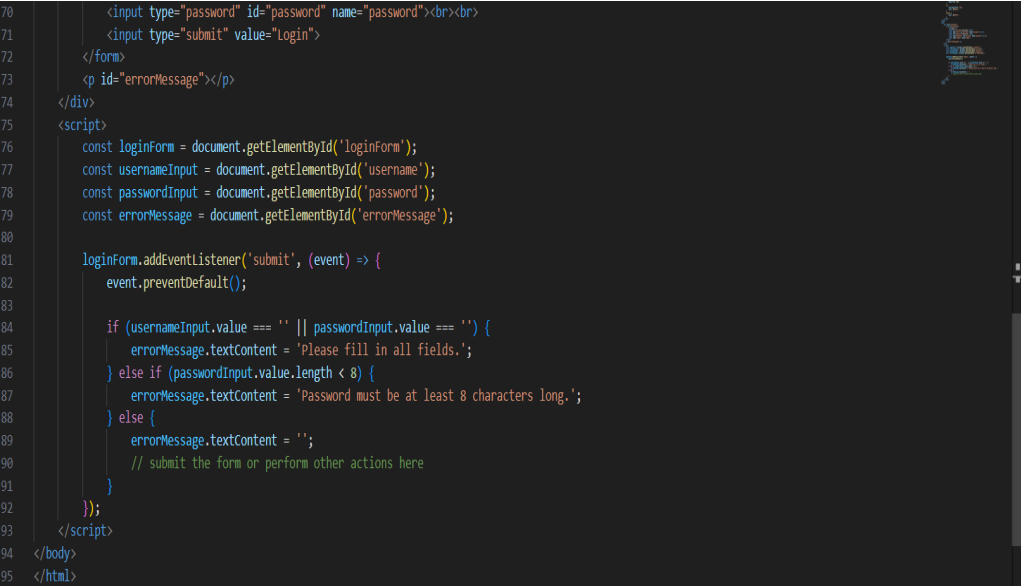 70 <input type="password" id="password" name="password"><br><br>
71 <input type="submit" value="Login">
72 </form>
73 <p id="errorMessage"></p>
74 </div>
75 <script>
76 const loginForm = document.getElementById('loginForm');
77 const usernameInput = document.getElementById('username');
78 const passwordInput = document.getElementById('password');
79 const errorMessage = document.getElementById('errorMessage');
80
81 loginForm.addEventListener('submit', (event) => {
82 event.preventDefault();
83
84 if (usernameInput.value === '' || passwordInput.value === '') {
85 errorMessage.textContent = 'Please fill in all fields.';
86 } else if (passwordInput.value.length < 8) {
87 errorMessage.textContent = 'Password must be at least 8 characters long.';
88 } else {
89 errorMessage.textContent = '';
90 // submit the form or perform other actions here
91 }
92 });
93 </script>
94 </body>
95 </html>